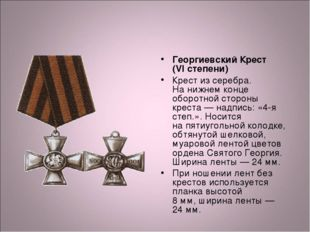 Георгиевский Крест
(VI степени)
Крест из серебра.
На нижнем конце
оборотной стороны
креста — надпись: «4-я
степ.». Носится
на пятиугольной колодке,
обтянутой шелковой,
муаровой лентой цветов
ордена Святого Георгия.
Ширина ленты — 24 мм.
При ношении лент без
крестов используется
планка высотой
8 мм, ширина ленты —
24 мм.